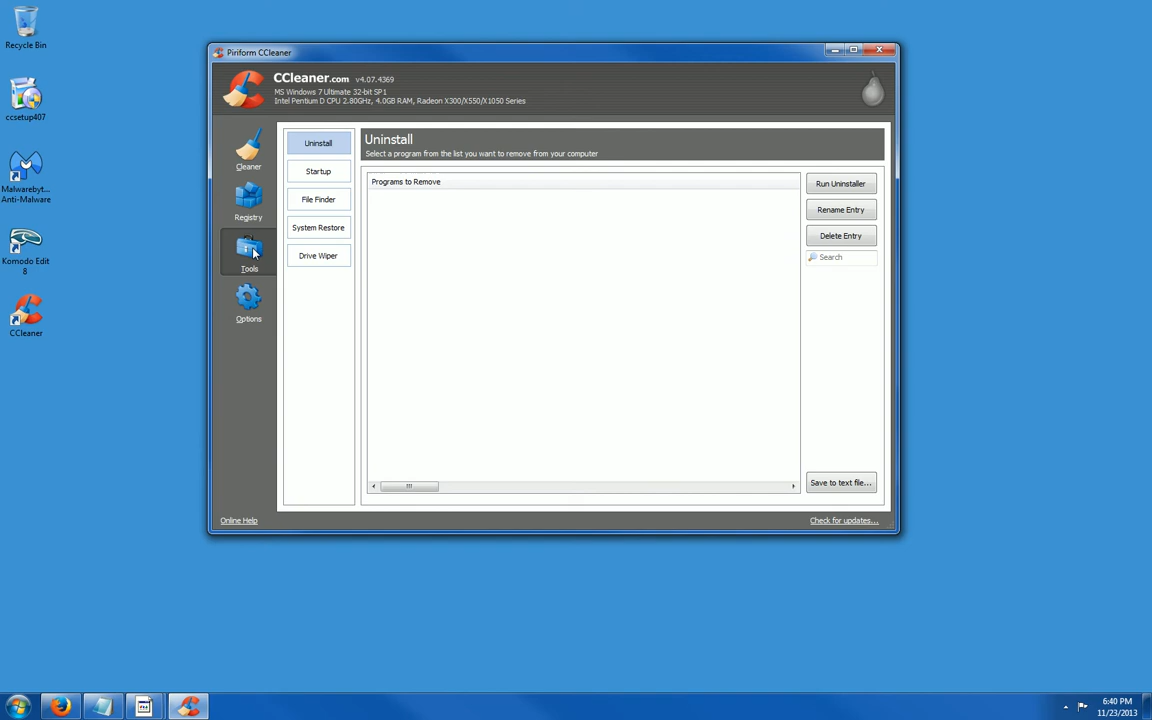 Recycle Bin
ccsetup407
Malwarebyt...
Anti-Malware
Komodo Edit
8
CCleaner
Piriform CCleaner
CCleaner.com v4.07.4369
MS Windows 7 Ultimate 32-bit SP1
Intel Pentium D CPU 2.80GHz, 4.0GB RAM, Radeon X300/X550/X1050 Series
Cleaner
Registry
Tools
Options
Uninstall
Startup
File Finder
System Restore
Drive Wiper
Uninstall
Select a program from the list you want to remove from your computer
Programs to Remove
Run Uninstaller
Rename Entry
Delete Entry
Search
Save to text file...
Online Help
Check for updates...
6:40 PM
11/23/2013